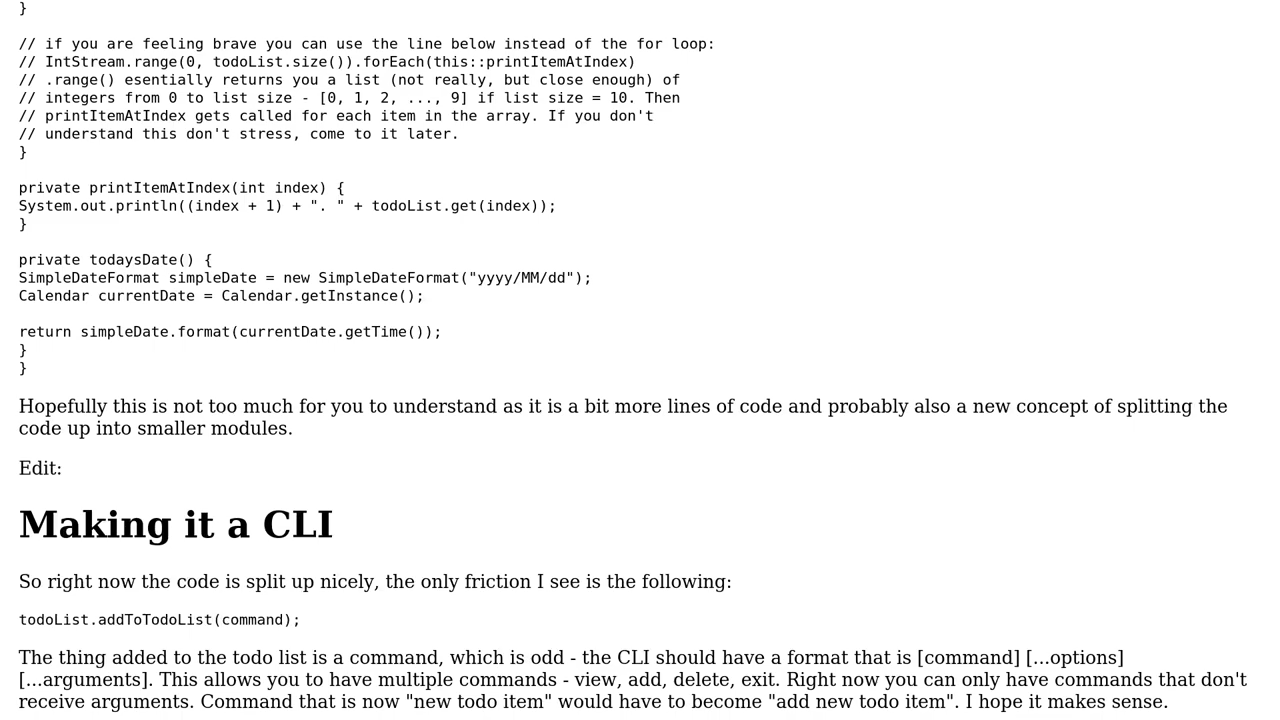 }
// if you are feeling brave you can use the line below instead of the for loop:
// IntStream.range(0, todoList.size()).forEach(this::printItemAtIndex)
// .range() esentially returns you a list (not really, but close enough) of
// integers from 0 to list size - [0, 1, 2, ..., 9] if list size = 10. Then
// printItemAtIndex gets called for each item in the array. If you don't
// understand this don't stress, come to it later.
}
private printItemAtIndex(int index) {
System.out.println((index + 1) + ". " + todoList.get(index));
}
private todaysDate() {
SimpleDateFormat simpleDate = new SimpleDateFormat("yyyy/MM/dd");
Calendar currentDate = Calendar.getInstance();
return simpleDate.format(currentDate.getTime());
}
}
Hopefully this is not too much for you to understand as it is a bit more lines of code and probably also a new concept of splitting the
code up into smaller modules.
Edit:
Making it a CLI
So right now the code is split up nicely, the only friction I see is the following:
todoList.addToTodoList(command);
The thing added to the todo list is a command, which is odd - the CLI should have a format that is [command] [...options]
[...arguments]. This allows you to have multiple commands - view, add, delete, exit. Right now you can only have commands that don't
receive arguments. Command that is now "new todo item" would have to become "add new todo item". I hope it makes sense.